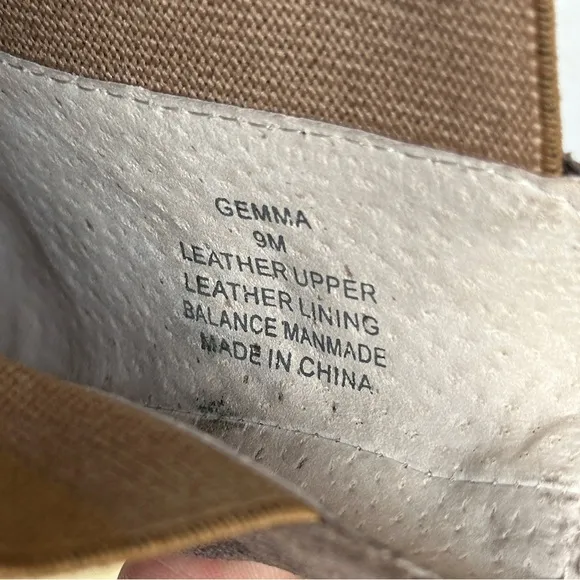 GEMMA
9M
LEATHER UPPER
LEATHER LINING
BALANCE MANMADE
MADE IN CHINA